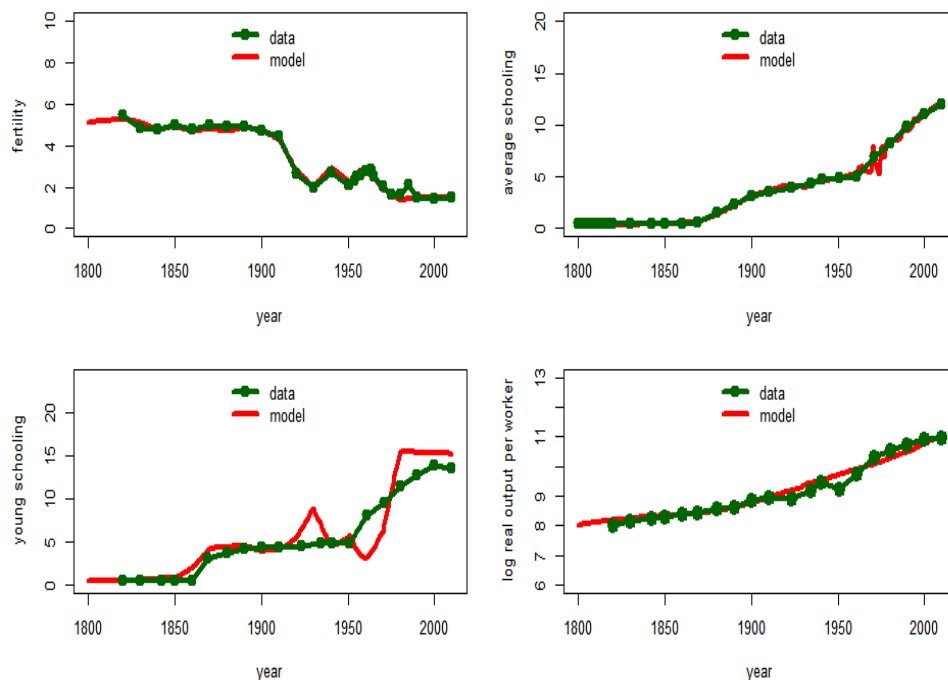 fertility
0 2 4 6 8 10
data
model
1800 1850 1900 1950 2000
year
average schooling
0 5 10 15 20
data
model
1800 1850 1900 1950 2000
year
young schooling
0 5 10 15 20
data
model
1800 1850 1900 1950 2000
year
log real output per worker
6 7 8 9 11 13
data
model
1800 1850 1900 1950 2000
year